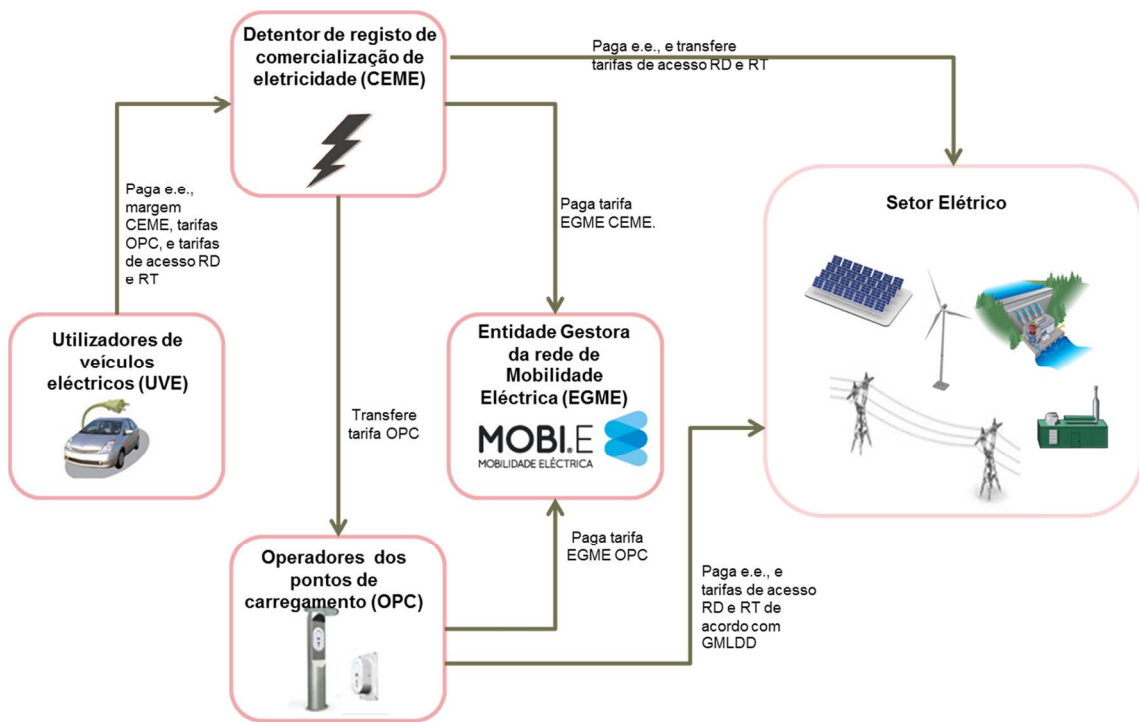 Detentor de registo de
comercialização de
eletricidade (CEME)
Paga e.e., e transfere
tarifas de acesso RD e RT
Paga e.e.,
margem
CEME, tarifas
OPC, e tarifas
de acesso RD
e RT
Paga tarifa
EGME CEME.
Setor Elétrico
Utilizadores de
veículos
eléctricos (UVE)
Entidade Gestora
da rede de
Mobilidade
Eléctrica (EGME)
MOBI.E
MOBILIDADE ELÉCTRICA
Transfere
tarifa OPC
Operadores dos
pontos de
carregamento (OPC)
Paga tarifa
EGME OPC
Paga e.e., e
tarifas de acesso
RD e RT de
acordo com
GMLDD